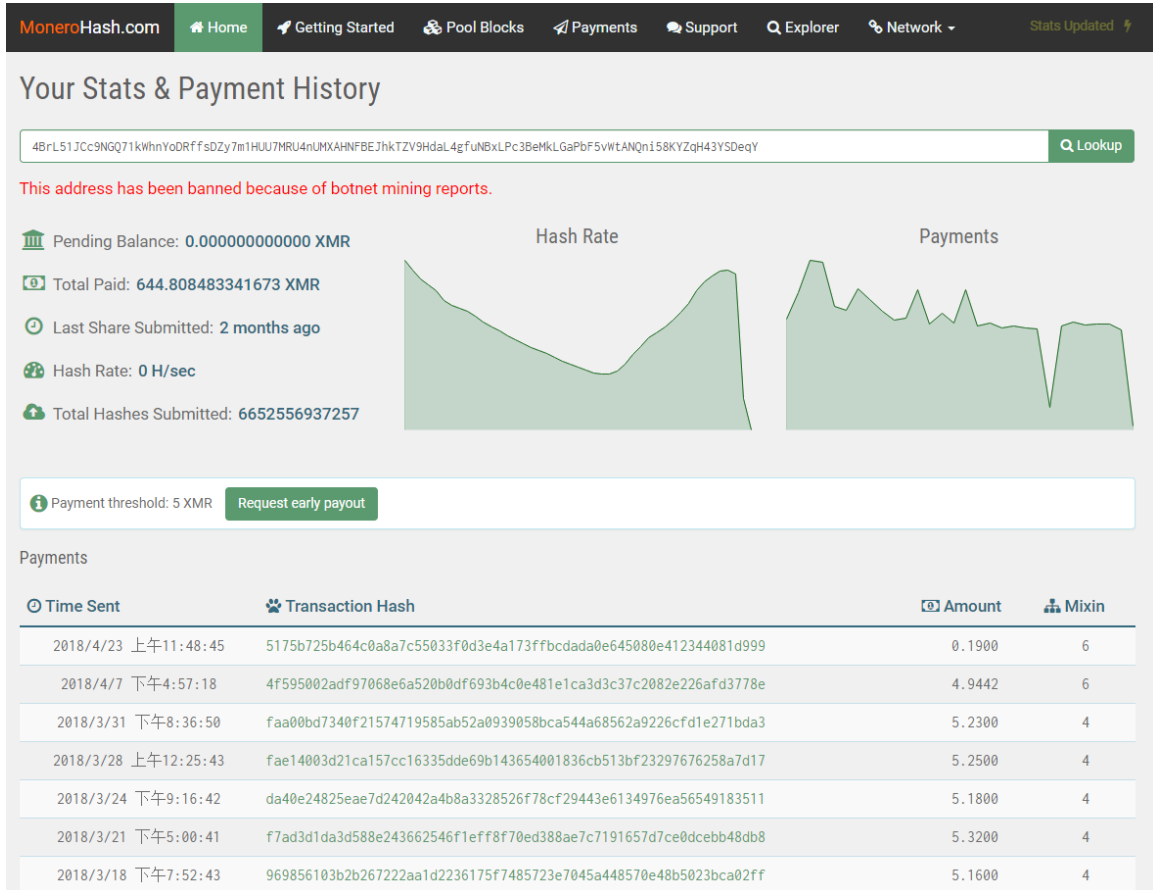 MoneroHash.com Home Getting Started Pool Blocks Payments Support Explorer Network Stats Updated
Your Stats & Payment History
4BrL51JCc9NGQ71kWhnYoDRffsDZy7m1HUU7MRU4nUMXAHNFBEJhkTZV9HdaL4gfuNBxLPc3BeMkLGaPbF5vWtANQni58KYZqH43YSDeqY Lookup
This address has been banned because of botnet mining reports.
Pending Balance: 0.000000000000 XMR
Total Paid: 644.808483341673 XMR
Last Share Submitted: 2 months ago
Hash Rate: 0 H/sec
Total Hashes Submitted: 6652556937257
Hash Rate
Payments
Payment threshold: 5 XMR Request early payout
Payments
Time Sent Transaction Hash Amount Mixin
2018/4/23 上午11:48:45 5175b725b464c0a8a7c55033f0d3e4a173ffbcdada0e645080e412344081d999 0.1900 6
2018/4/7 下午4:57:18 4f595002adf97068e6a520b0df693b4c0e481e1ca3d3c37c2082e226afd3778e 4.9442 6
2018/3/31 下午8:36:50 faa00bd7340f21574719585ab52a0939058bca544a68562a9226cfd1e271bda3 5.2300 4
2018/3/28 上午12:25:43 fae14003d21ca157cc16335dde69b143654001836cb513bf23297676258a7d17 5.2500 4
2018/3/24 下午9:16:42 da40e24825eae7d242042a4b8a3328526f78cf29443e6134976ea56549183511 5.1800 4
2018/3/21 下午5:00:41 f7ad3d1da3d588e243662546f1eff8f70ed388ae7c7191657d7ce0dcebb48db8 5.3200 4
2018/3/18 下午7:52:43 969856103b2b267222aa1d2236175f7485723e7045a448570e48b5023bca02ff 5.1600 4